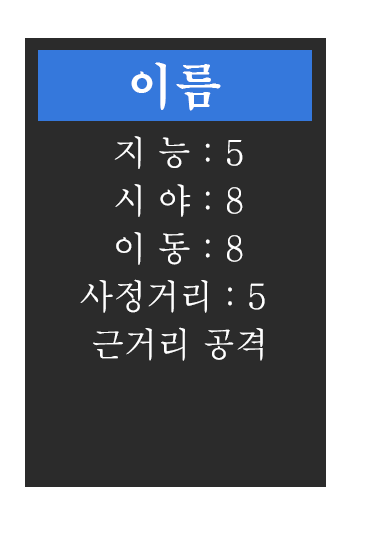 이름
지 능 : 5
시 야 : 8
이 동 : 8
사정거리 : 5
근거리 공격